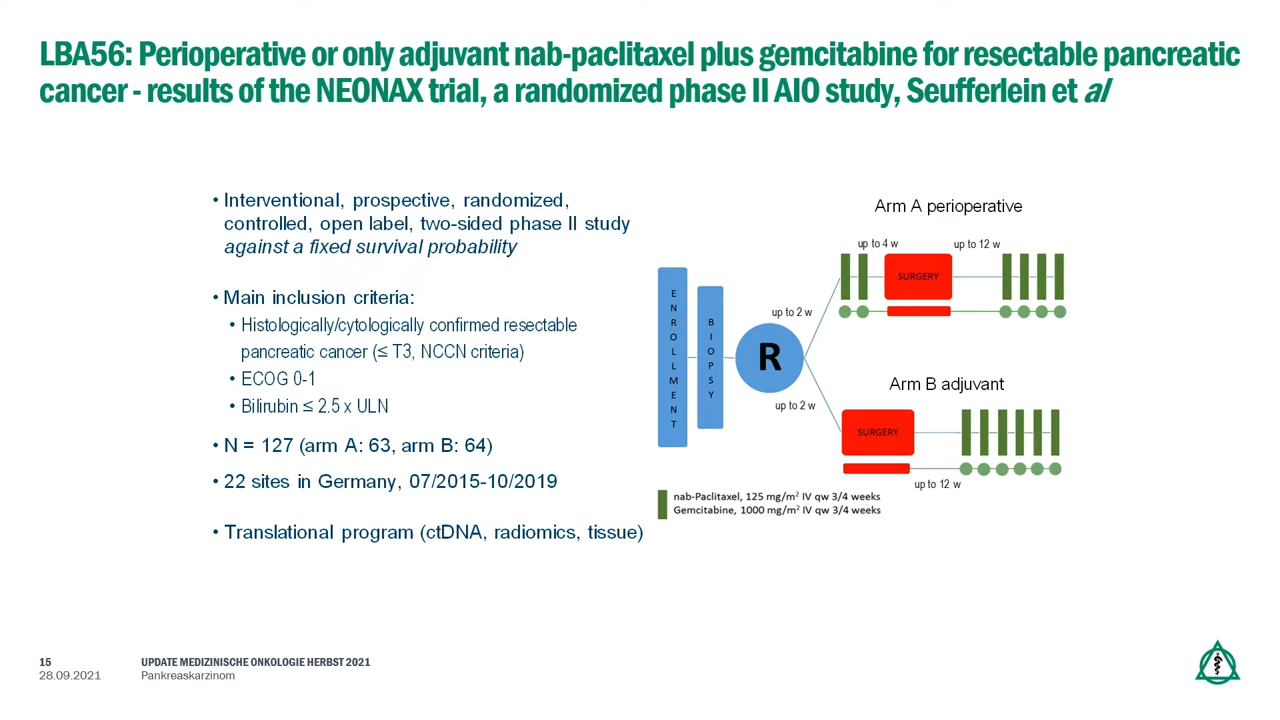 LBA56: Perioperative or only adjuvant nab-paclitaxel plus gemcitabine for resectable pancreatic
cancer - results of the NEONAX trial, a randomized phase II AIO study, Seufferlein et al
• Interventional, prospective, randomized,
controlled, open label, two-sided phase II study
against a fixed survival probability
• Main inclusion criteria:
• Histologically/cytologically confirmed resectable
pancreatic cancer (≤ T3, NCCN criteria)
• ECOG 0-1
• Bilirubin ≤ 2.5 x ULN
• N = 127 (arm A: 63, arm B: 64)
• 22 sites in Germany, 07/2015-10/2019
• Translational program (ctDNA, radiomics, tissue)
ENROLLMENT
BIOPSY
R
up to 2 w
up to 2 w
Arm A perioperative
up to 4 w
up to 12 w
SURGERY
Arm B adjuvant
SURGERY
up to 12 w
nab-Paclitaxel, 125 mg/m² IV qw 3/4 weeks
Gemcitabine, 1000 mg/m² IV qw 3/4 weeks
15
UPDATE MEDIZINISCHE ONKOLOGIE HERBST 2021
28.09.2021
Pankreaskarzinom